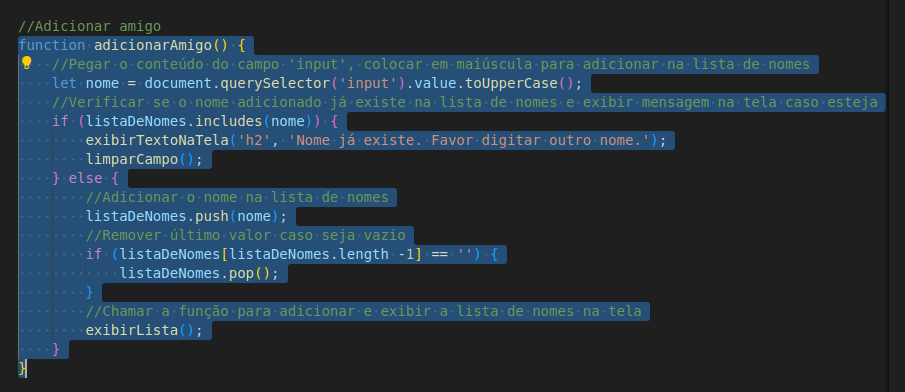 //Adicionar amigo
function adicionarAmigo() {
    //Pegar o conteúdo do campo 'input', colocar em maiúscula para adicionar na lista de nomes
    let nome = document.querySelector('input').value.toUpperCase();
    //Verificar se o nome adicionado já existe na lista de nomes e exibir mensagem na tela caso esteja
    if (listaDeNomes.includes(nome)) {
        exibirTextoNaTela('h2', 'Nome já existe. Favor digitar outro nome.');
        limparCampo();
    } else {
        //Adicionar o nome na lista de nomes
        listaDeNomes.push(nome);
        //Remover último valor caso seja vazio
        if (listaDeNomes[listaDeNomes.length -1] == '') {
            listaDeNomes.pop();
        }
        //Chamar a função para adicionar e exibir a lista de nomes na tela
        exibirLista();
    }
}